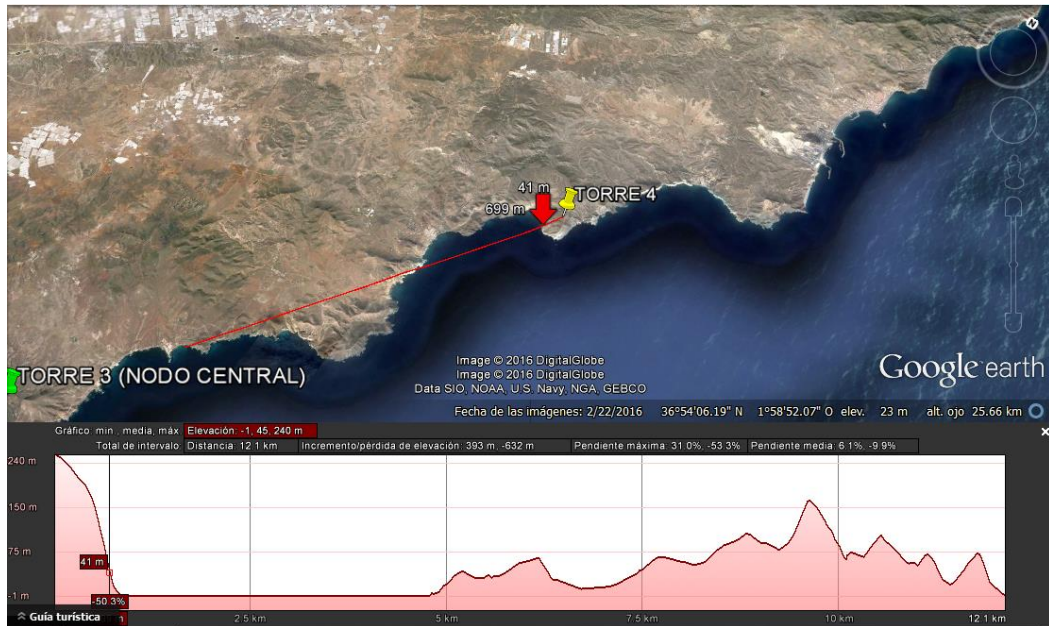 41 m
699 m
TORRE 4
TORRE 3 (NODO CENTRAL)
Image © 2016 DigitalGlobe
Image © 2016 DigitalGlobe
Data SIO, NOAA, U.S. Navy, NGA, GEBCO
Google earth
Fecha de las imágenes: 2/22/2016 36°54'06.19" N 1°58'52.07" O elev. 23 m alt. ojo 25.66 km
Gráfico: mín., media, máx. Elevación: -1, 45, 240 m
Total de intervalo: Distancia: 12.1 km Incremento/pérdida de elevación: 393 m, -632 m Pendiente máxima: 31.0%, -53.3% Pendiente media: 6.1%, -9.9%
240 m
150 m
75 m
41 m
-1 m
-50.3%
Guía turística
2.5 km 5 km 7.5 km 10 km 12.1 km